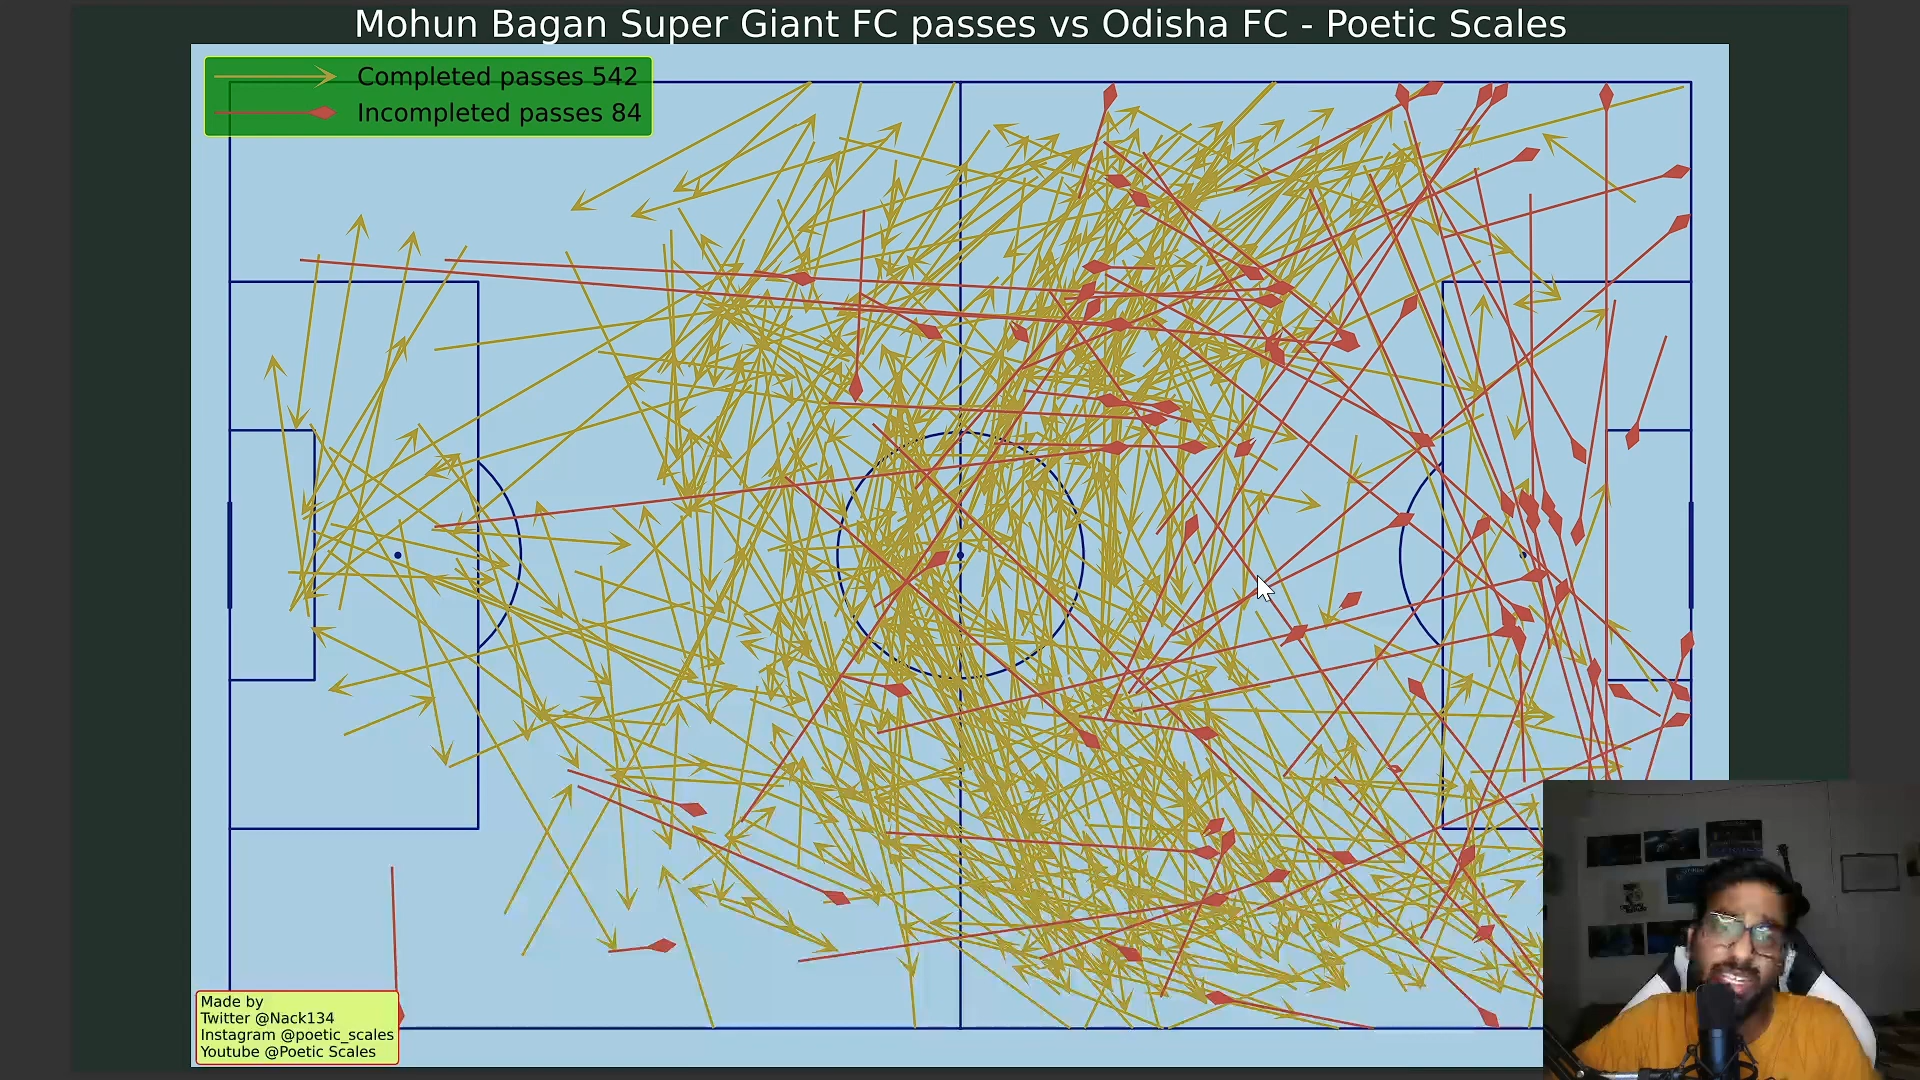 Mohun Bagan Super Giant FC passes vs Odisha FC - Poetic Scales
Completed passes 542
Incompleted passes 84
Made by
Twitter @Nack134
Instagram @poetic_scales
Youtube @Poetic Scales